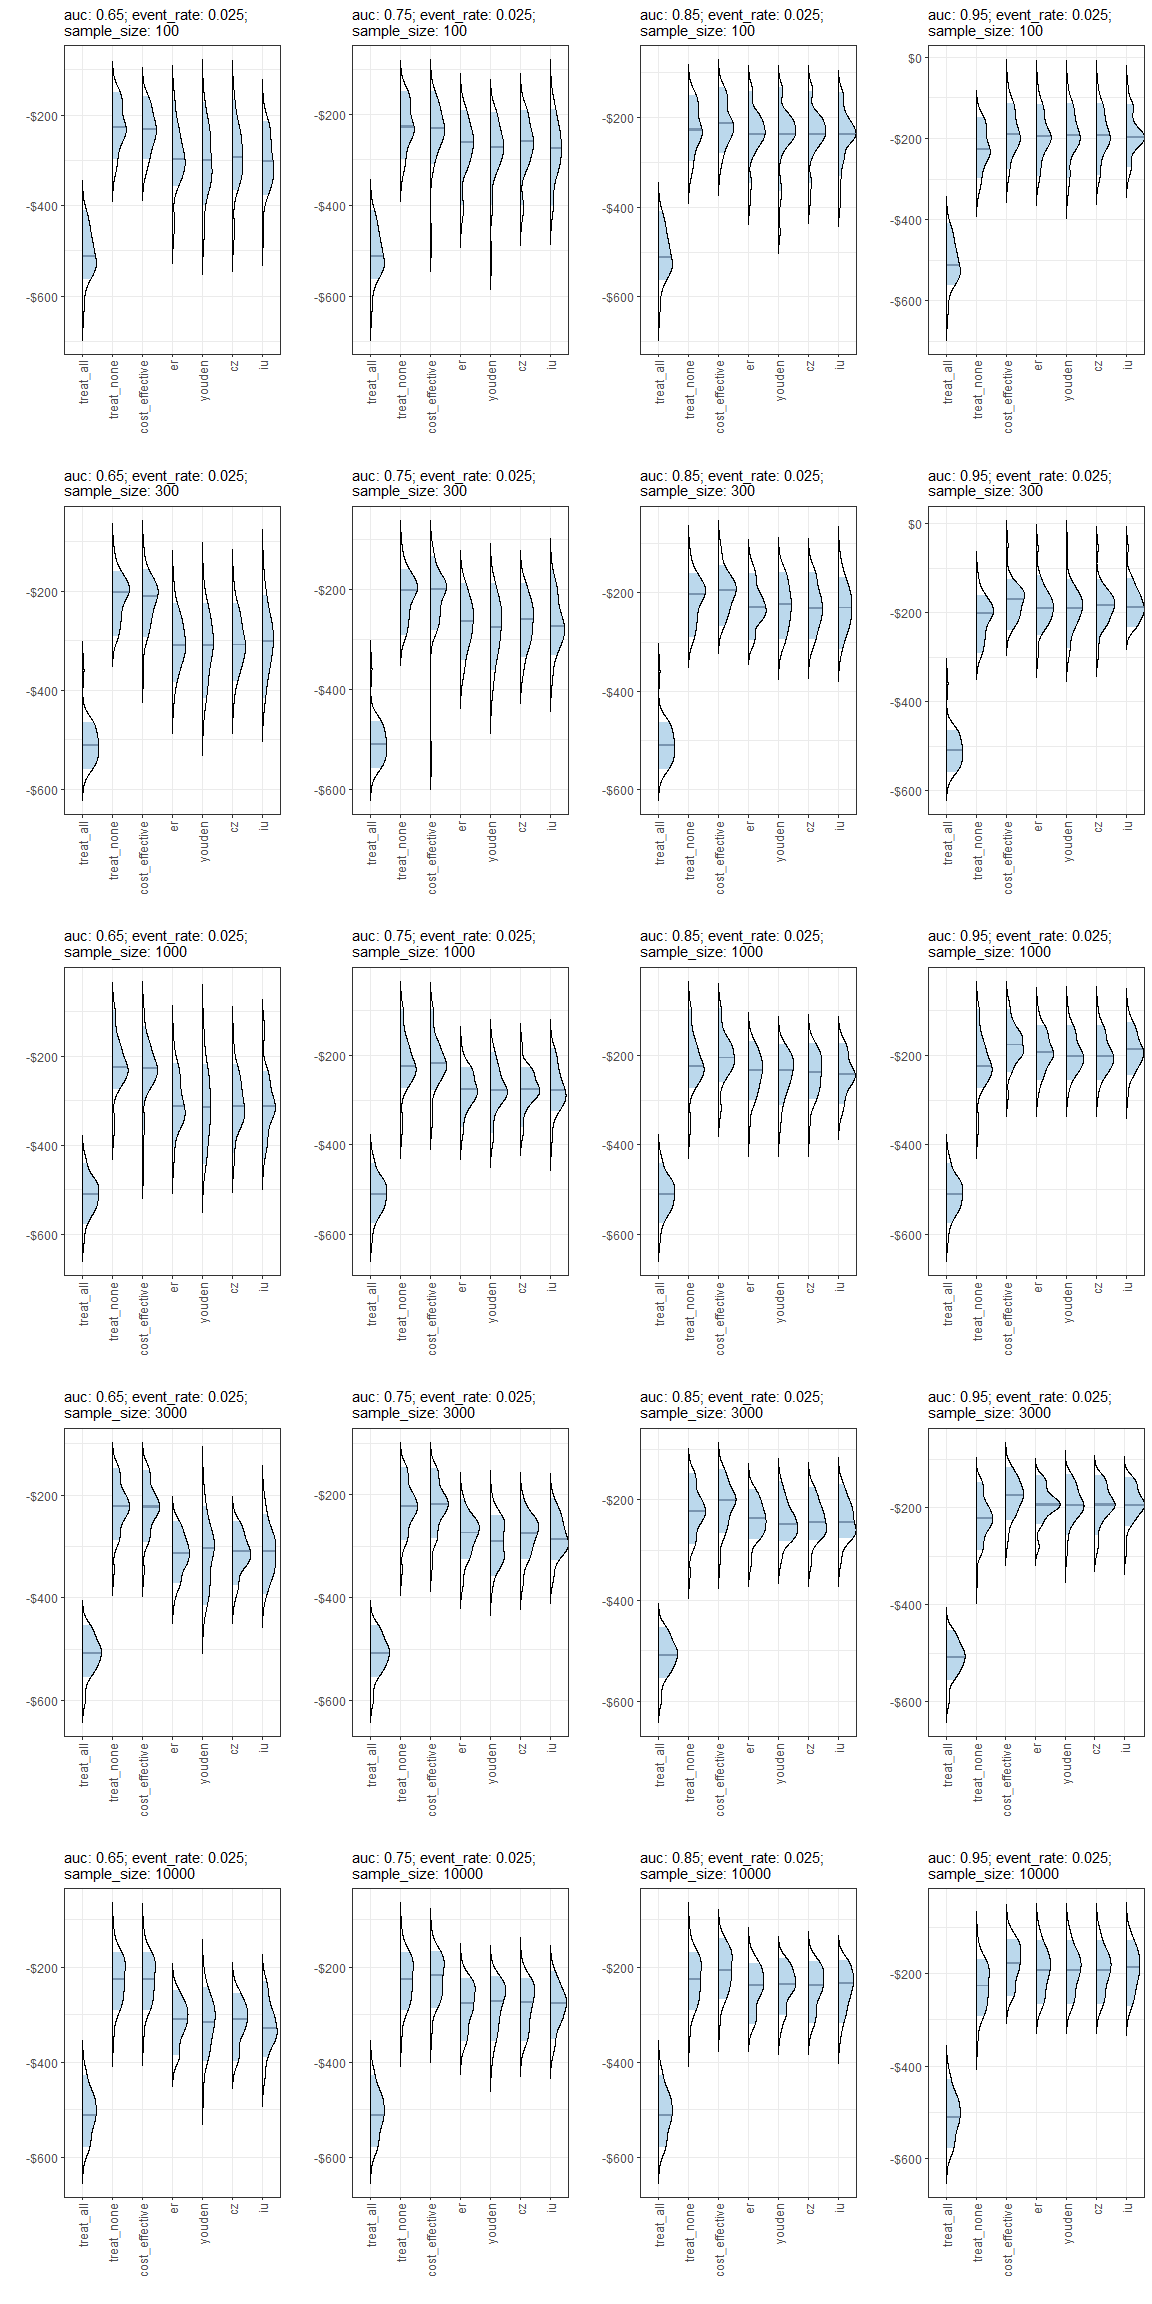 auc: 0.65; event_rate: 0.025;
sample_size: 100
$0
-$200
-$400
-$600
treat_all
treat_none
cost_effective
er
youden
cz
iu
auc: 0.75; event_rate: 0.025;
sample_size: 100
-$200
-$400
-$600
treat_all
treat_none
cost_effective
er
youden
cz
iu
auc: 0.85; event_rate: 0.025;
sample_size: 100
-$200
-$400
-$600
treat_all
treat_none
cost_effective
er
youden
cz
iu
auc: 0.95; event_rate: 0.025;
sample_size: 100
$0
-$200
-$400
-$600
treat_all
treat_none
cost_effective
er
youden
cz
iu
auc: 0.65; event_rate: 0.025;
sample_size: 300
-$200
-$400
-$600
treat_all
treat_none
cost_effective
er
youden
cz
iu
auc: 0.75; event_rate: 0.025;
sample_size: 300
-$200
-$400
-$600
treat_all
treat_none
cost_effective
er
youden
cz
iu
auc: 0.85; event_rate: 0.025;
sample_size: 300
-$200
-$400
-$600
treat_all
treat_none
cost_effective
er
youden
cz
iu
auc: 0.95; event_rate: 0.025;
sample_size: 300
$0
-$200
-$400
-$600
treat_all
treat_none
cost_effective
er
youden
cz
iu
auc: 0.65; event_rate: 0.025;
sample_size: 1000
-$200
-$400
-$600
treat_all
treat_none
cost_effective
er
youden
cz
iu
auc: 0.75; event_rate: 0.025;
sample_size: 1000
-$200
-$400
-$600
treat_all
treat_none
cost_effective
er
youden
cz
iu
auc: 0.85; event_rate: 0.025;
sample_size: 1000
-$200
-$400
-$600
treat_all
treat_none
cost_effective
er
youden
cz
iu
auc: 0.95; event_rate: 0.025;
sample_size: 1000
-$200
-$400
-$600
treat_all
treat_none
cost_effective
er
youden
cz
iu
auc: 0.65; event_rate: 0.025;
sample_size: 3000
-$200
-$400
-$600
treat_all
treat_none
cost_effective
er
youden
cz
iu
auc: 0.75; event_rate: 0.025;
sample_size: 3000
-$200
-$400
-$600
treat_all
treat_none
cost_effective
er
youden
cz
iu
auc: 0.85; event_rate: 0.025;
sample_size: 3000
-$200
-$400
-$600
treat_all
treat_none
cost_effective
er
youden
cz
iu
auc: 0.95; event_rate: 0.025;
sample_size: 3000
-$200
-$400
-$600
treat_all
treat_none
cost_effective
er
youden
cz
iu
auc: 0.65; event_rate: 0.025;
sample_size: 10000
-$200
-$400
-$600
treat_all
treat_none
cost_effective
er
youden
cz
iu
auc: 0.75; event_rate: 0.025;
sample_size: 10000
-$200
-$400
-$600
treat_all
treat_none
cost_effective
er
youden
cz
iu
auc: 0.85; event_rate: 0.025;
sample_size: 10000
-$200
-$400
-$600
treat_all
treat_none
cost_effective
er
youden
cz
iu
auc: 0.95; event_rate: 0.025;
sample_size: 10000
-$200
-$400
-$600
treat_all
treat_none
cost_effective
er
youden
cz
iu